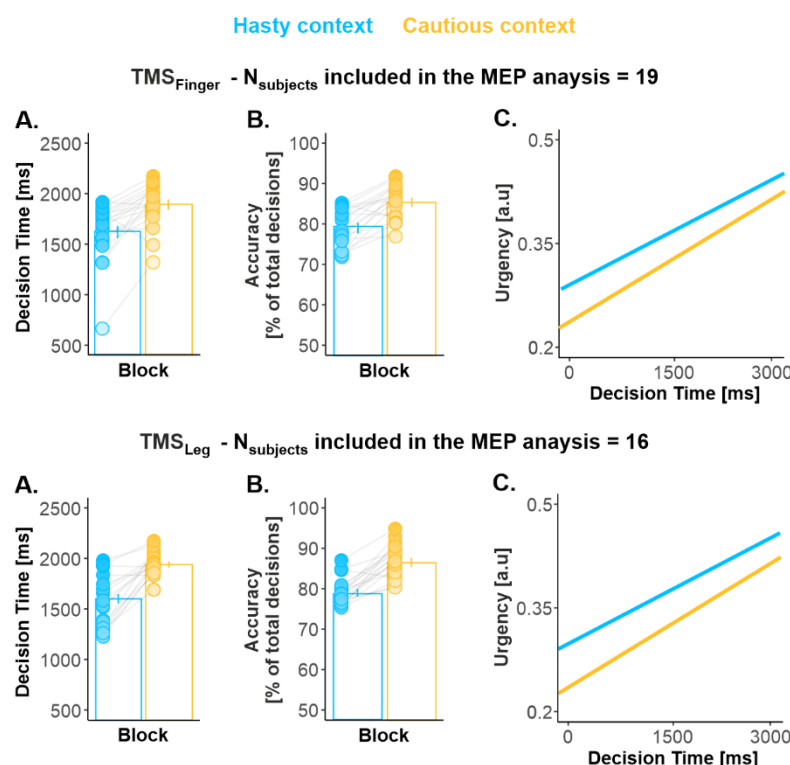 Hasty context Cautious context
TMSFinger - Nsubjects included in the MEP anaysis = 19
A.
2500
2000
1500
1000
500
Decision Time [ms]
Block
B.
100
90
80
70
60
50
Accuracy
[% of total decisions]
Block
C.
0.5
0.35
0.2
Urgency [a.u]
0 1500 3000
Decision Time [ms]
TMSLeg - Nsubjects included in the MEP anaysis = 16
A.
2500
2000
1500
1000
500
Decision Time [ms]
Block
B.
100
90
80
70
60
50
Accuracy
[% of total decisions]
Block
C.
0.5
0.35
0.2
Urgency [a.u]
0 1500 3000
Decision Time [ms]